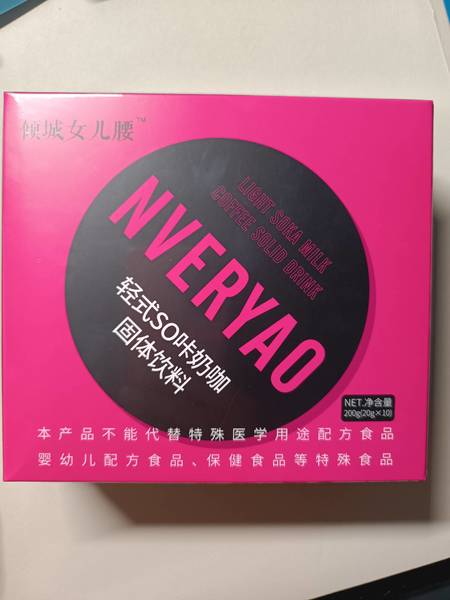 倾城女儿腰™
LIGHT SOKA MILK
COFFEE SOLID DRINK
NVERYAO
轻式SO咔奶咖
固体饮料
NET.净含量
200g(20g×10)
本产品不能代替特殊医学用途配方食品
婴幼儿配方食品、保健食品等特殊食品